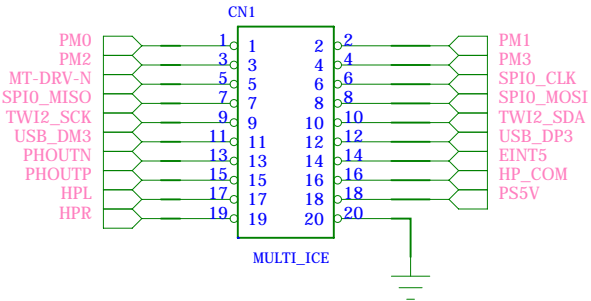 CN1
PM0 1 1 2 2 PM1
PM2 3 3 4 4 PM3
MT-DRV-N 5 5 6 6 SPI0_CLK
SPI0_MISO 7 7 8 8 SPI0_MOSI
TWI2_SCK 9 9 10 10 TWI2_SDA
USB_DM3 11 11 12 12 USB_DP3
PHOUTN 13 13 14 14 EINT5
PHOUTP 15 15 16 16 HP_COM
HPL 17 17 18 18 PS5V
HPR 19 19 20 20
MULTI_ICE